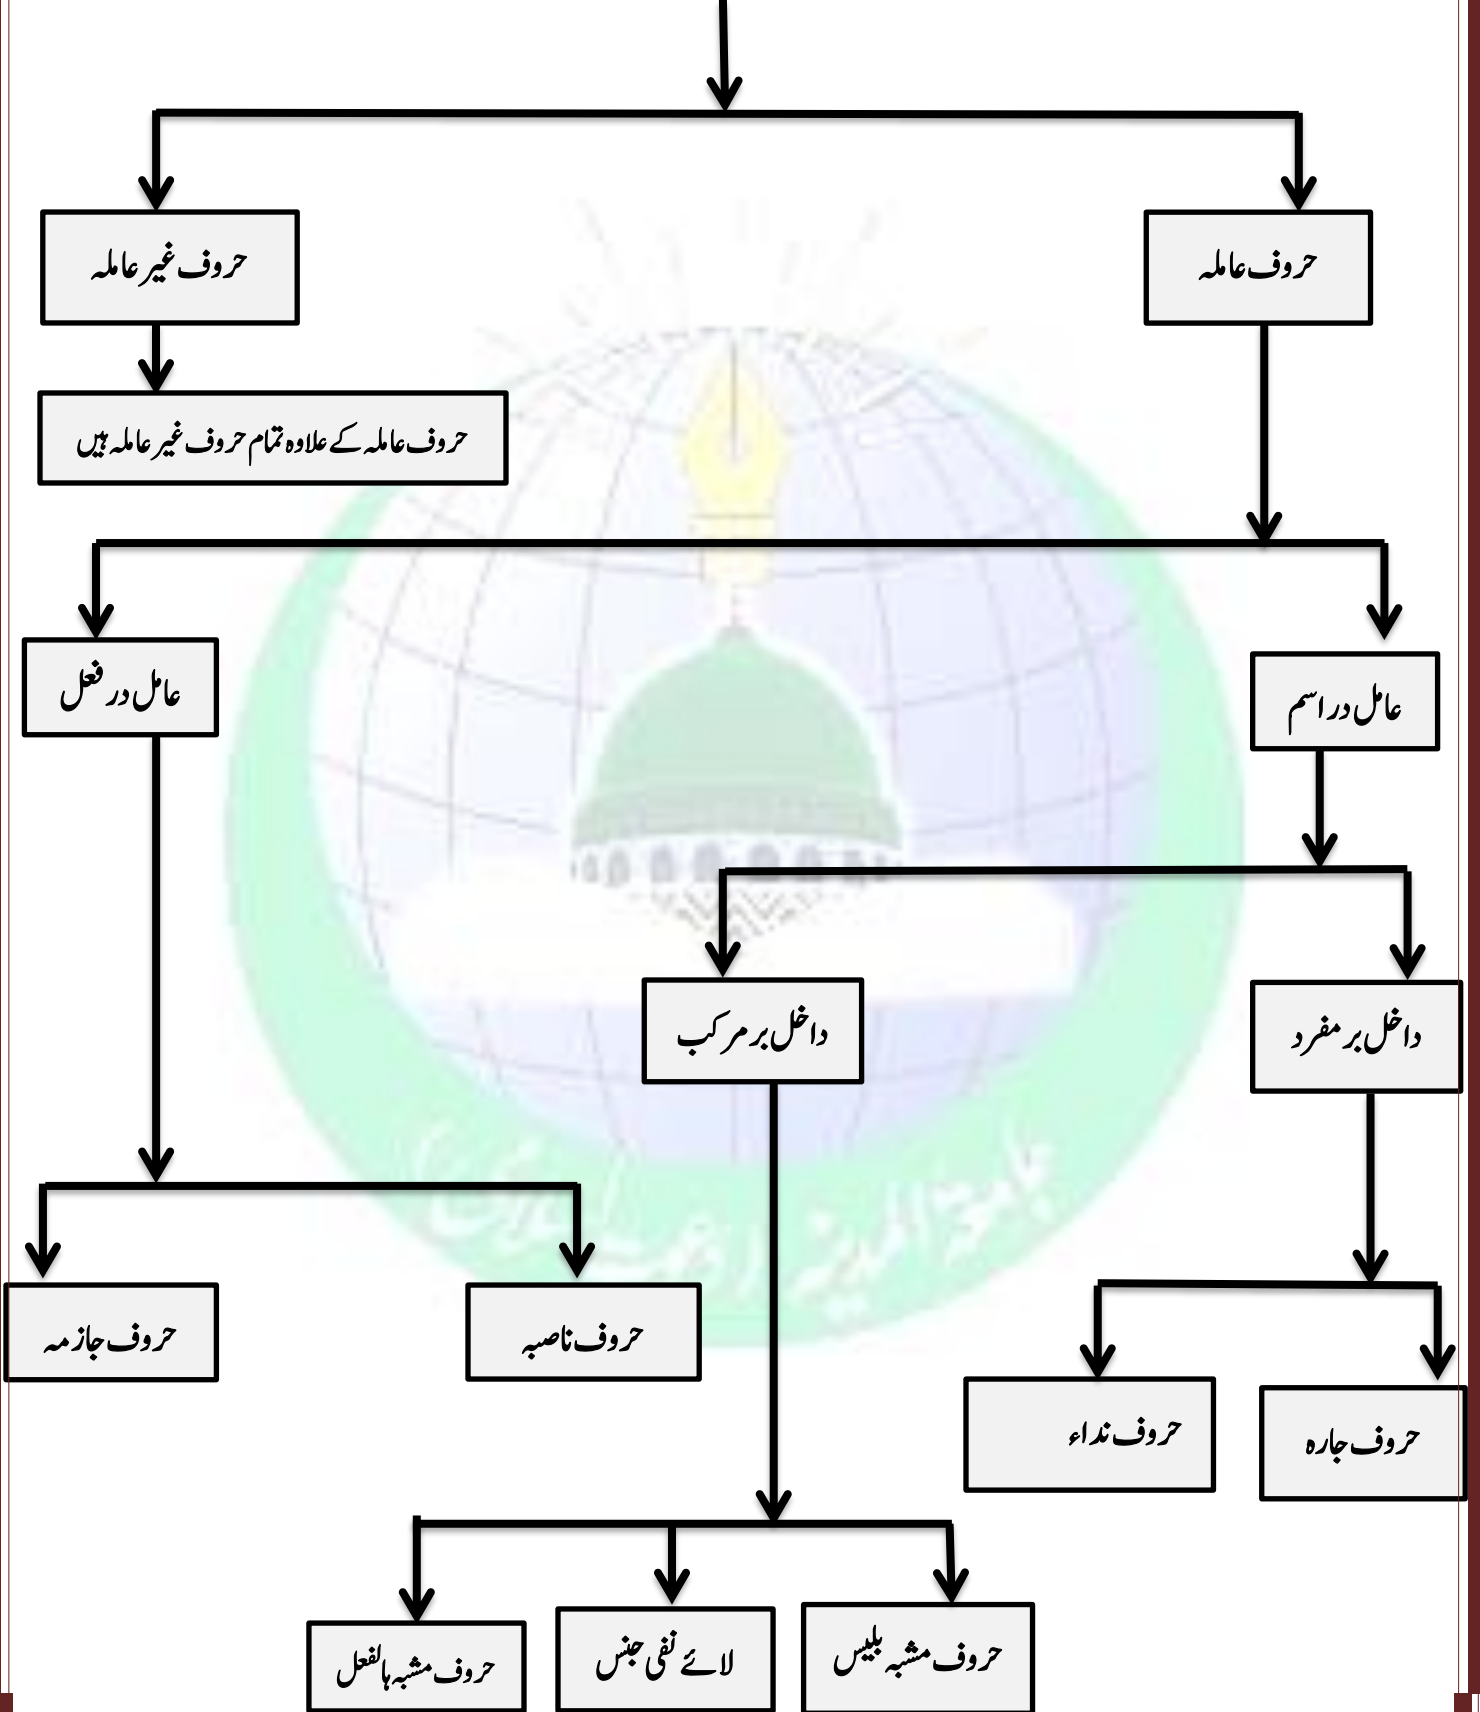 حروف عاملہ
حروف غیر عاملہ
حروف عاملہ کے علاوہ تمام حروف غیر عاملہ ہیں
عامل در اسم
عامل در فعل
داخل بر مفرد
داخل بر مرکب
حروف ناصبہ
حروف جازمہ
حروف جارہ
حروف نداء
حروف مشبہ بلیس
لائے نفی جنس
حروف مشبہ بالفعل